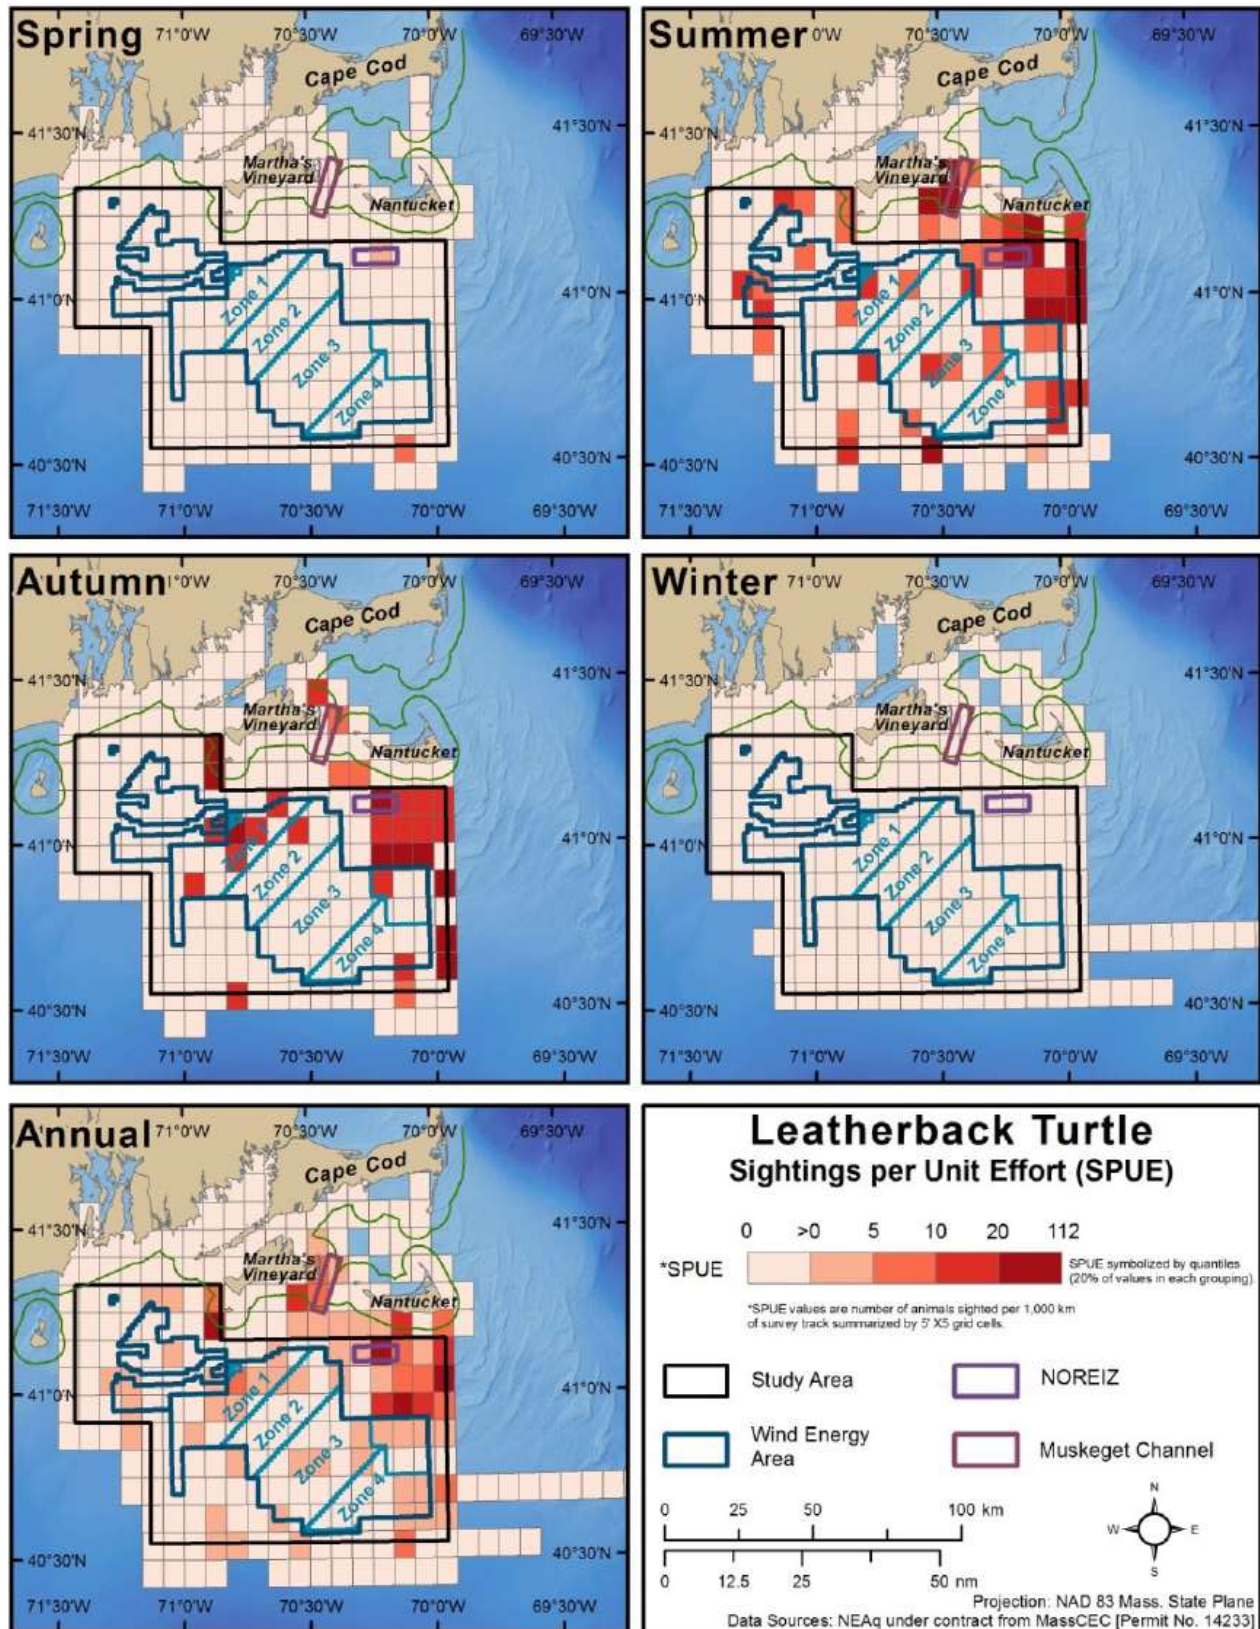 Spring
71°0'W 70°30'W 70°0'W 69°30'W
Cape Cod
41°30'N 41°30'N
Martha's
Vineyard
Nantucket
41°0'N 41°0'N
Zone 1
Zone 2
Zone 3
Zone 4
40°30'N 40°30'N
71°30'W 71°0'W 70°30'W 70°0'W 69°30'W
Summer
0'W 70°30'W 70°0'W 69°30'W
Cape Cod
41°30'N
Martha's
Vineyard
Nantucket
41°0'N 41°0'N
Zone 1
Zone 2
Zone 3
Zone 4
40°30'N 40°30'N
71°0'W 70°30'W 70°0'W 69°30'W
Autumn
1°0'W 70°30'W 70°0'W 69°30'W
Cape Cod
41°30'N 41°30'N
Martha's
Vineyard
Nantucket
41°0'N 41°0'N
Zone 2
Zone 3
Zone 4
40°30'N 40°30'N
71°30'W 71°0'W 70°30'W 70°0'W 69°30'W
Winter
71°0'W 70°30'W 70°0'W 69°30'W
Cape Cod
41°30'N
Martha's
Vineyard
Nantucket
41°0'N 41°0'N
Zone 1
Zone 2
Zone 3
Zone 4
40°30'N 40°30'N
71°30'W 71°0'W 70°30'W 70°0'W 69°30'W
Annual
71°0'W 70°30'W 70°0'W 69°30'W
Cape Cod
41°30'N 41°30'N
Martha's
Vineyard
Nantucket
41°0'N 41°0'N
Zone 1
Zone 2
Zone 3
Zone 4
40°30'N 40°30'N
71°30'W 71°0'W 70°30'W 70°0'W 69°30'W
Leatherback Turtle
Sightings per Unit Effort (SPUE)
0 >0 5 10 20 112
*SPUE
SPUE symbolized by quantiles
(20% of values in each grouping).
*SPUE values are number of animals sighted per 1,000 km
of survey track summarized by 5' X5 grid cells.
Study Area
NOREIZ
Wind Energy
Area
Muskeget Channel
0 25 50 100 km
0 12.5 25 50 nm
N
W E
S
Projection: NAD 83 Mass. State Plane
Data Sources: NEAq under contract from MassCEC [Permit No. 14233]